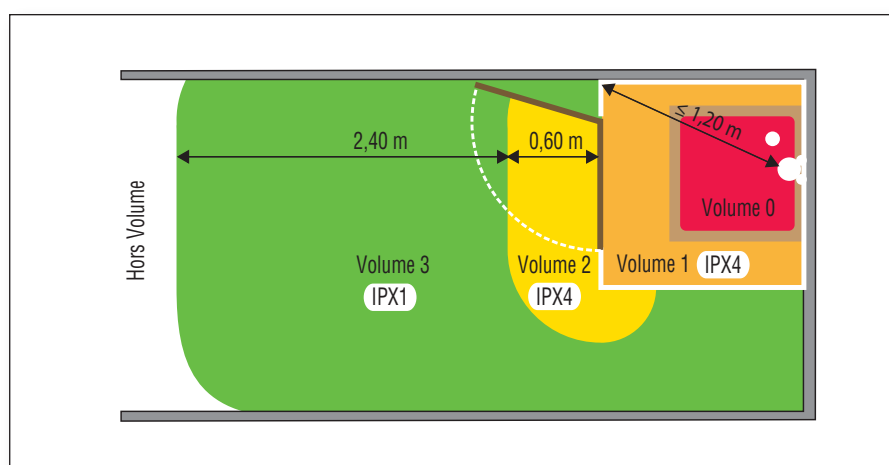 ≤ 1,20 m
2,40 m
0,60 m
Volume 0
Hors Volume
Volume 3
IPX1
Volume 2
IPX4
Volume 1
IPX4